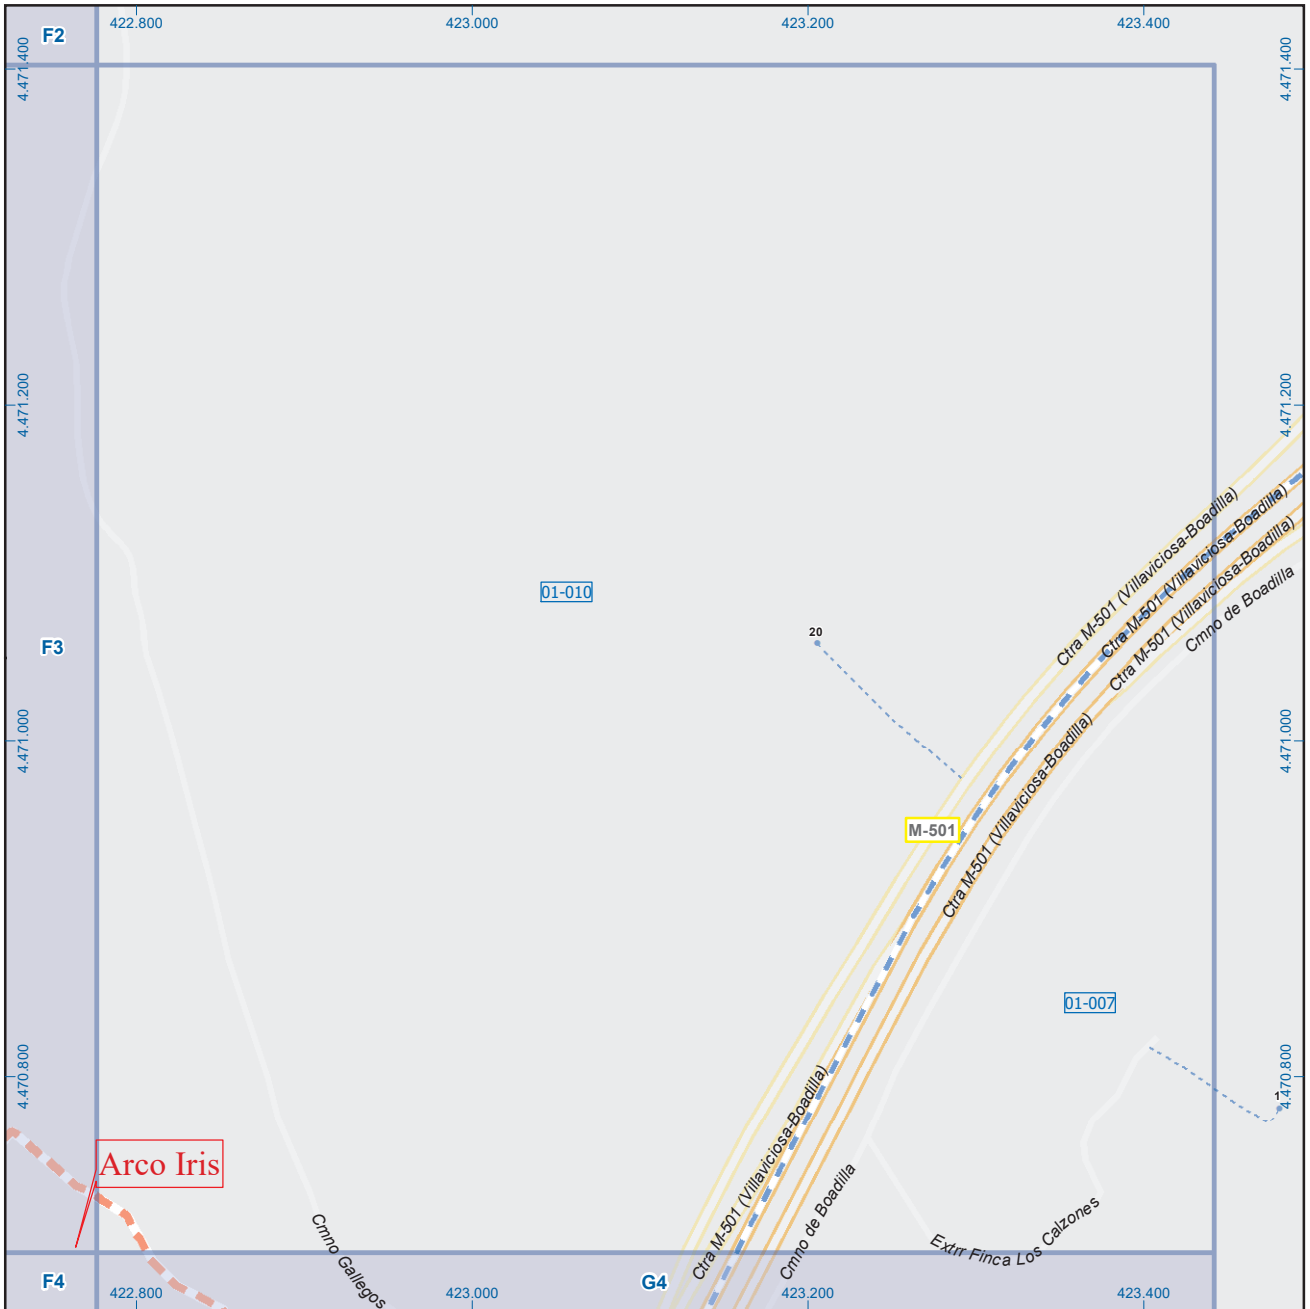 422.800
423.000
423.200
423.400
F2
4.471.400
4.471.400
4.471.200
4.471.200
Ctra M-501 (Villaviciosa-Boadilla)
Ctra M-501 (Villaviciosa-Boadilla)
Ctra M-501 (Villaviciosa-Boadilla)
Cmno de Boadilla
01-010
20
F3
4.471.000
4.471.000
Ctra M-501 (Villaviciosa-Boadilla)
M-501
01-007
4.470.800
4.470.800
1
Ctra M-501 (Villaviciosa-Boadilla)
Cmno de Boadilla
Arco Iris
Cmno Gallegos
Extrr Finca Los Calzones
F4
G4
422.800
423.000
423.200
423.400